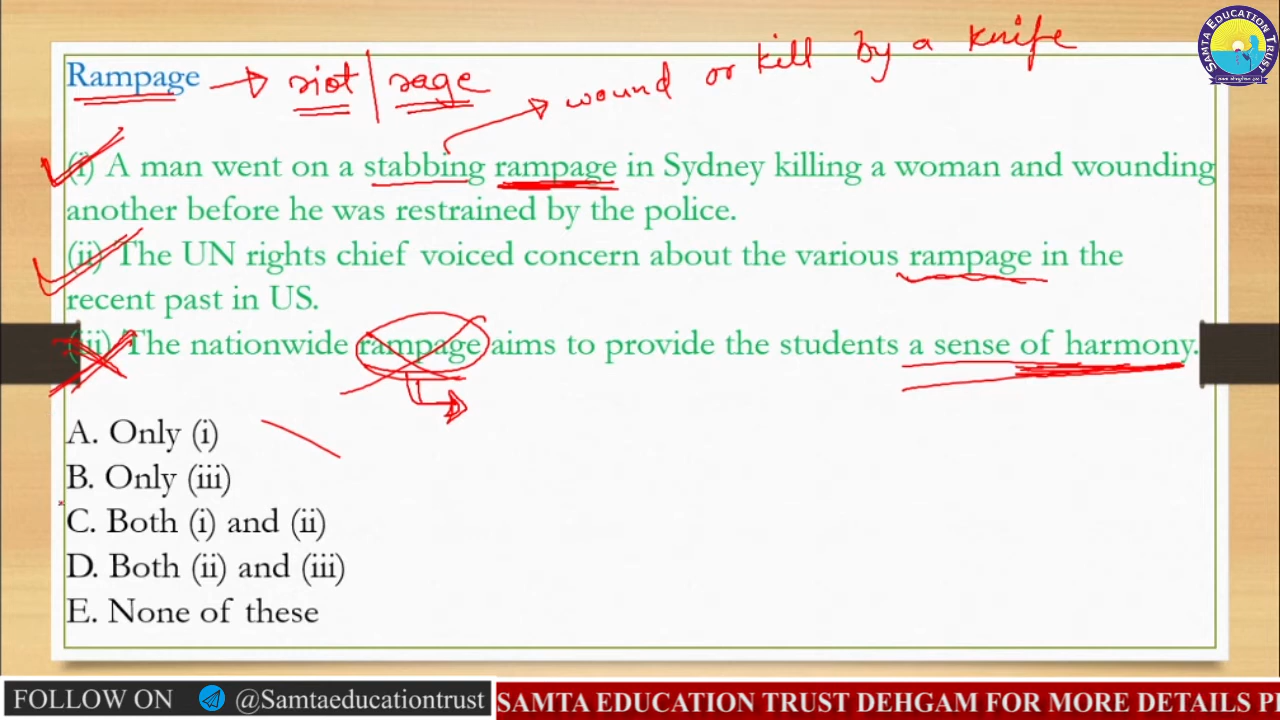 Rampage → riot | rage
wound or kill by a knife
(i) A man went on a stabbing rampage in Sydney killing a woman and wounding
another before he was restrained by the police.
(ii) The UN rights chief voiced concern about the various rampage in the
recent past in US.
(iii) The nationwide rampage aims to provide the students a sense of harmony.
A. Only (i)
B. Only (iii)
C. Both (i) and (ii)
D. Both (ii) and (iii)
E. None of these
SAMTA EDUCATION TRUST
FOLLOW ON @Samtaeducationtrust
SAMTA EDUCATION TRUST DEHGAM FOR MORE DETAILS